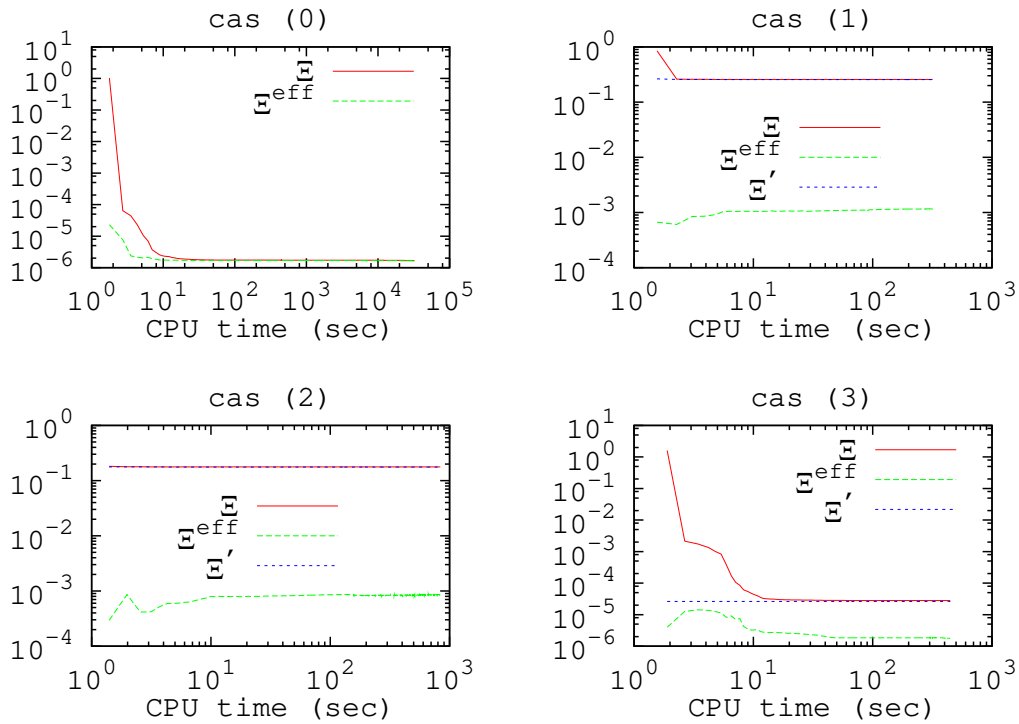 cas (0)
10^1
10^0
10^-1
10^-2
10^-3
10^-4
10^-5
10^-6
Ξ
Ξ^eff
10^0 10^1 10^2 10^3 10^4 10^5
CPU time (sec)
cas (1)
10^0
10^-1
10^-2
10^-3
10^-4
Ξ
Ξ^eff
Ξ′
10^0 10^1 10^2 10^3
CPU time (sec)
cas (2)
10^0
10^-1
10^-2
10^-3
10^-4
Ξ
Ξ^eff
Ξ′
10^0 10^1 10^2 10^3
CPU time (sec)
cas (3)
10^1
10^0
10^-1
10^-2
10^-3
10^-4
10^-5
10^-6
Ξ
Ξ^eff
Ξ′
10^0 10^1 10^2 10^3
CPU time (sec)